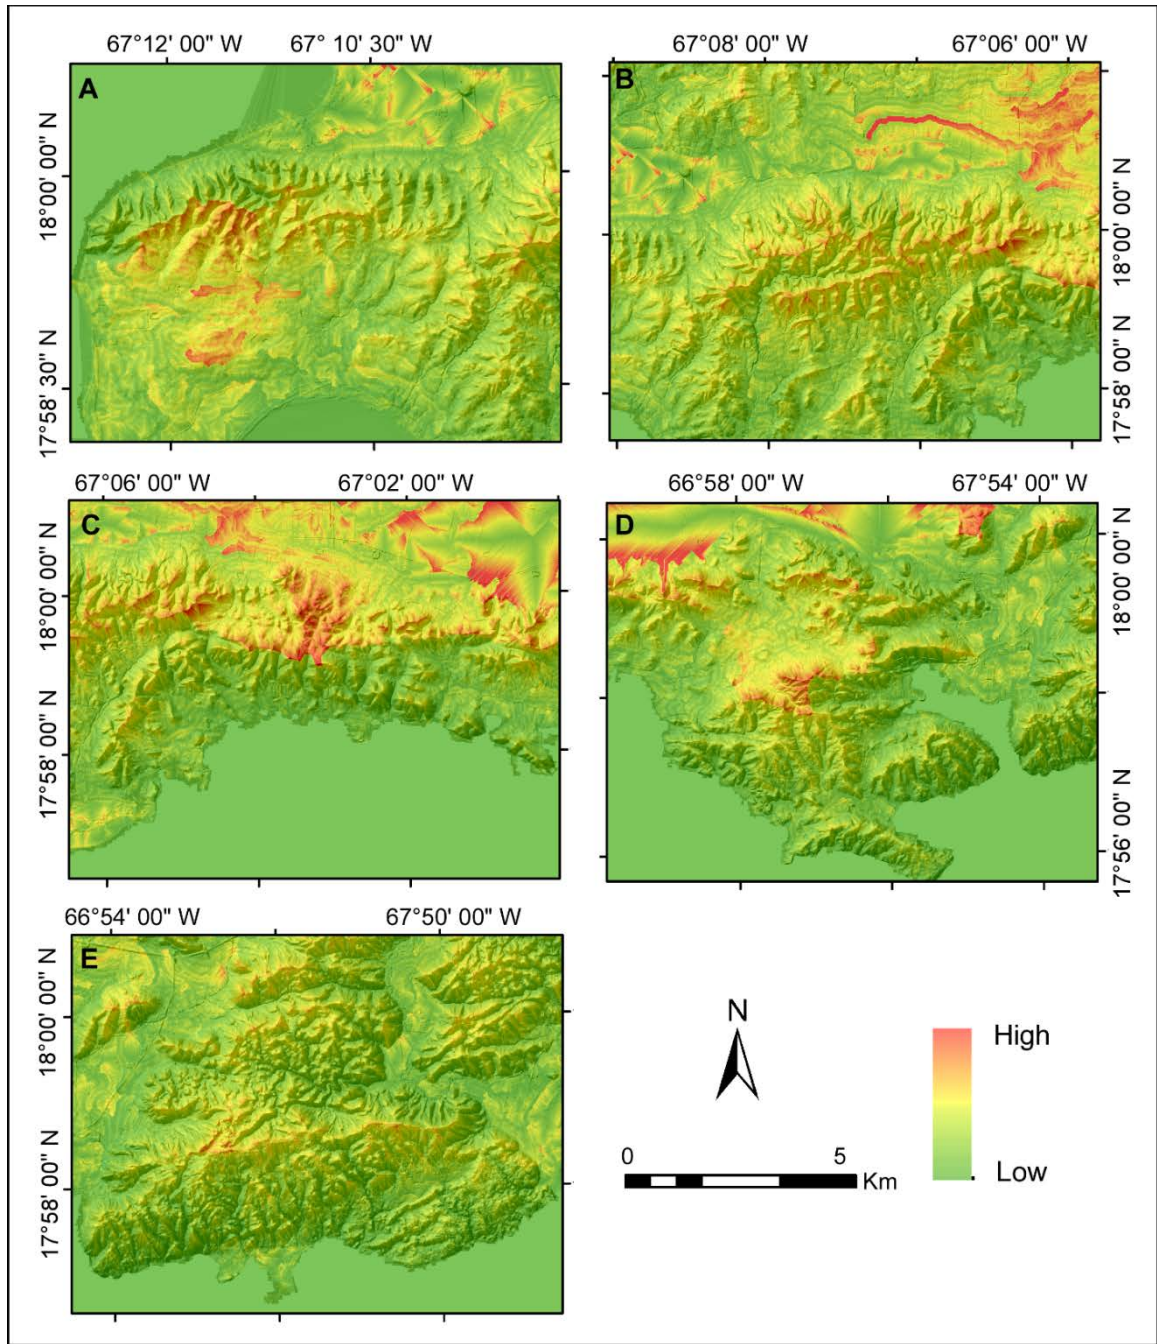 67°12' 00" W 67° 10' 30" W
A
18°00' 00" N
17°58' 30" N
67°08' 00" W 67°06' 00" W
B
18°00' 00" N
17°58' 00" N
67°06' 00" W 67°02' 00" W
C
18°00' 00" N
17°58' 00" N
66°58' 00" W 67°54' 00" W
D
18°00' 00" N
17°56' 00" N
66°54' 00" W 67°50' 00" W
E
18°00' 00" N
17°58' 00" N
N
0 5
Km
High
Low